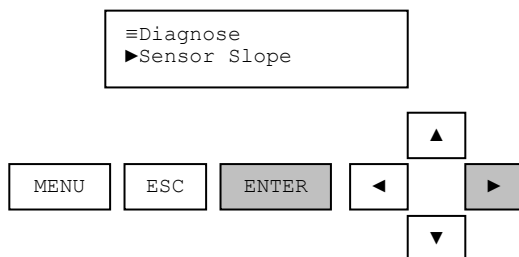 ≡Diagnose
►Sensor Slope
▲
MENU ESC ENTER ◄ ►
▼